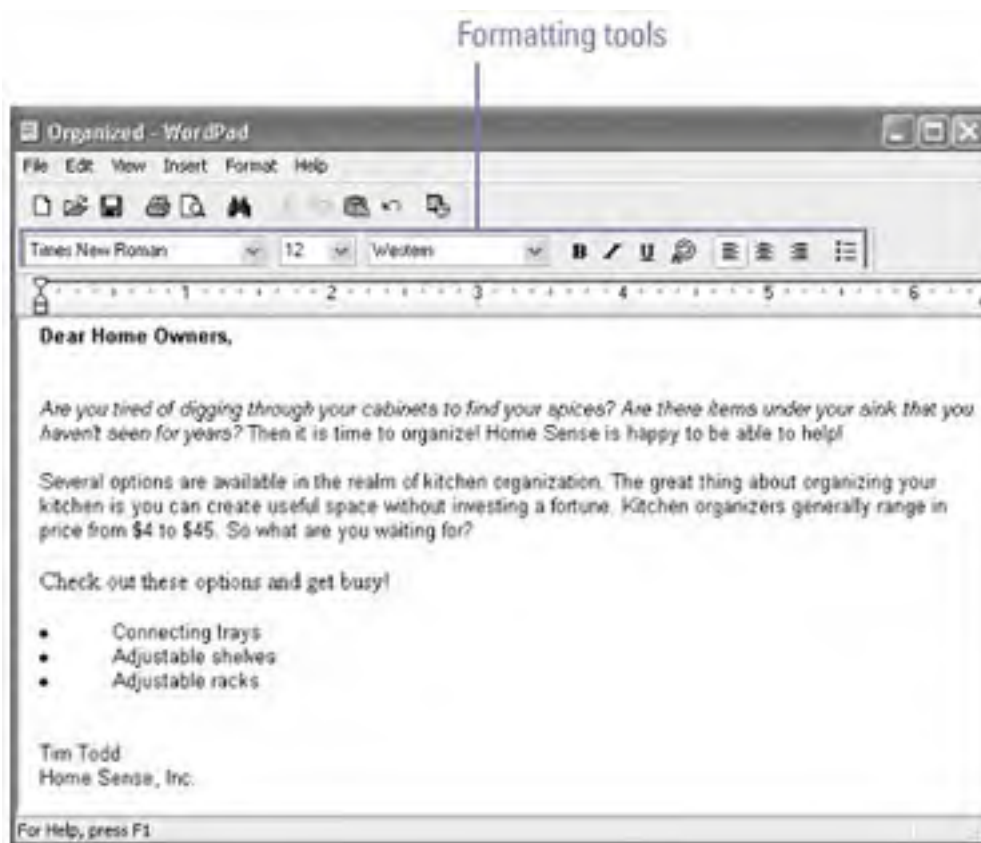 Formatting tools
Organized - WordPad
File Edit View Insert Format Help
Times New Roman 12 Western B I U
1 2 3 4 5 6
Dear Home Owners,
Are you tired of digging through your cabinets to find your spices? Are there items under your sink that you
haven't seen for years? Then it is time to organize! Home Sense is happy to be able to help!
Several options are available in the realm of kitchen organization. The great thing about organizing your
kitchen is you can create useful space without investing a fortune. Kitchen organizers generally range in
price from $4 to $45. So what are you waiting for?
Check out these options and get busy!
• Connecting trays
• Adjustable shelves
• Adjustable racks
Tim Todd
Home Sense, Inc.
For Help, press F1